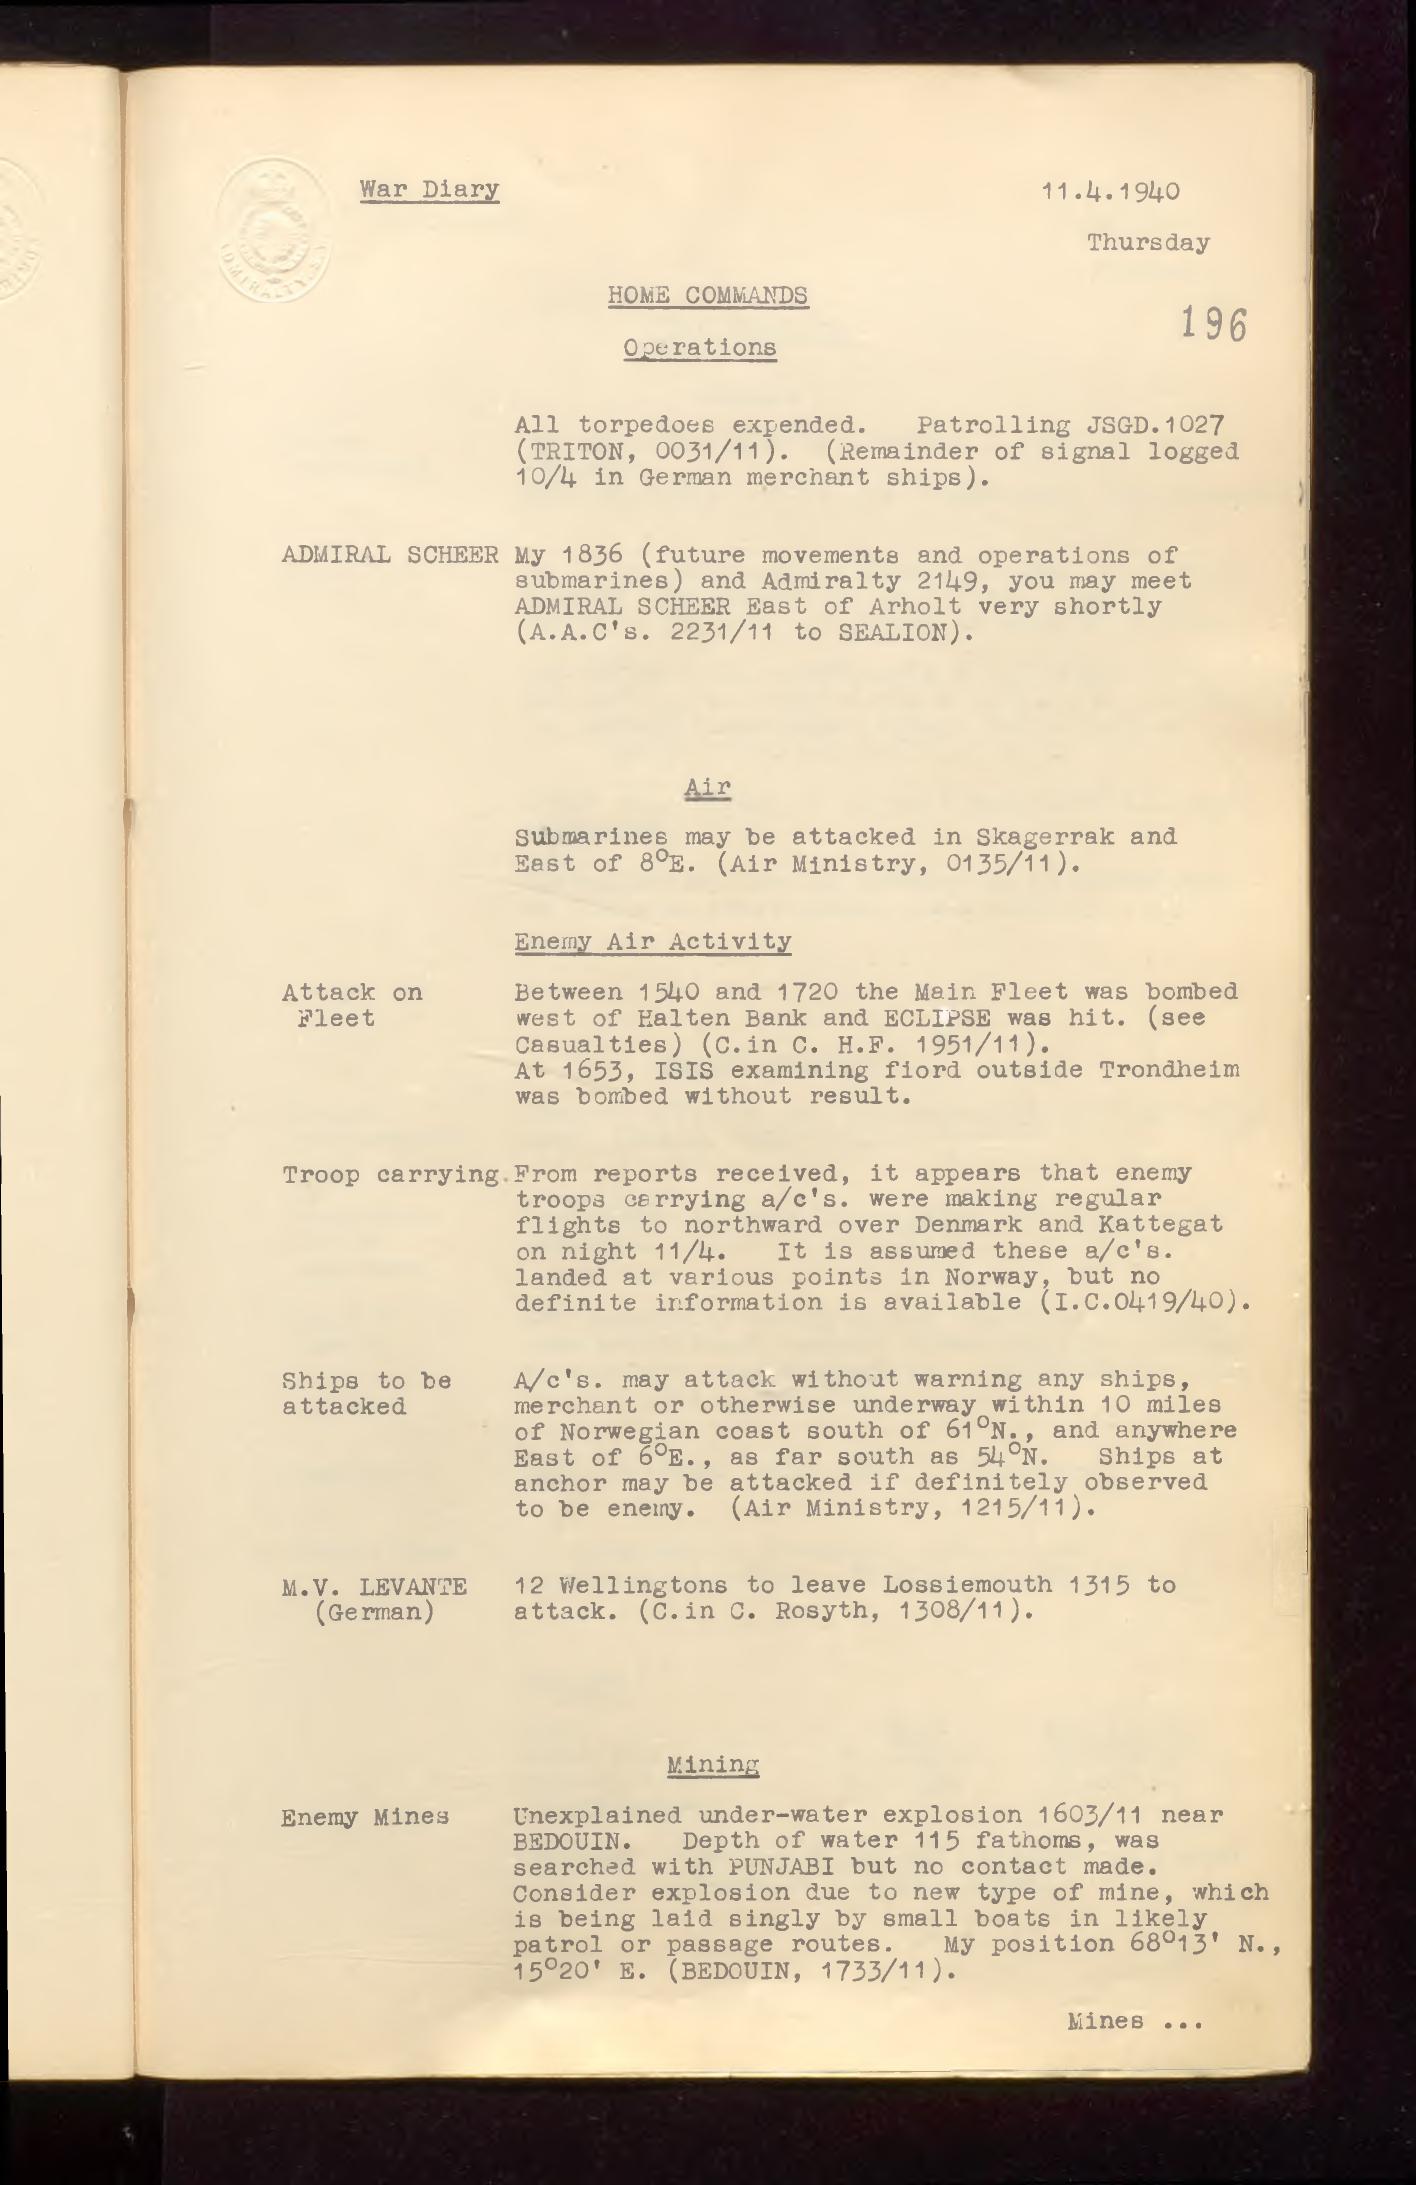 War Diary 11.4.1940
Thursday
HOME COMMANDS
196
Operations
All torpedoes expended. Patrolling JSGD.1027
(TRITON, 0031/11). (Remainder of signal logged
10/4 in German merchant ships).
ADMIRAL SCHEER My 1836 (future movements and operations of
submarines) and Admiralty 2149, you may meet
ADMIRAL SCHEER East of Arholt very shortly
(A.A.C's. 2231/11 to SEALION).
Air
Submarines may be attacked in Skagerrak and
East of 8°E. (Air Ministry, 0135/11).
Enemy Air Activity
Attack on Between 1540 and 1720 the Main Fleet was bombed
Fleet west of Halten Bank and ECLIPSE was hit. (see
Casualties) (C.in C. H.F. 1951/11).
At 1653, ISIS examining fiord outside Trondheim
was bombed without result.
Troop carrying. From reports received, it appears that enemy
troops carrying a/c's. were making regular
flights to northward over Denmark and Kattegat
on night 11/4. It is assumed these a/c's.
landed at various points in Norway, but no
definite information is available (I.C.0419/40).
Ships to be A/c's. may attack without warning any ships,
attacked merchant or otherwise underway within 10 miles
of Norwegian coast south of 61°N., and anywhere
East of 6°E., as far south as 54°N. Ships at
anchor may be attacked if definitely observed
to be enemy. (Air Ministry, 1215/11).
M.V. LEVANTE 12 Wellingtons to leave Lossiemouth 1315 to
(German) attack. (C.in C. Rosyth, 1308/11).
Mining
Enemy Mines Unexplained under-water explosion 1603/11 near
BEDOUIN. Depth of water 115 fathoms, was
searched with PUNJABI but no contact made.
Consider explosion due to new type of mine, which
is being laid singly by small boats in likely
patrol or passage routes. My position 68°13' N.,
15°20' E. (BEDOUIN, 1733/11).
Mines ...